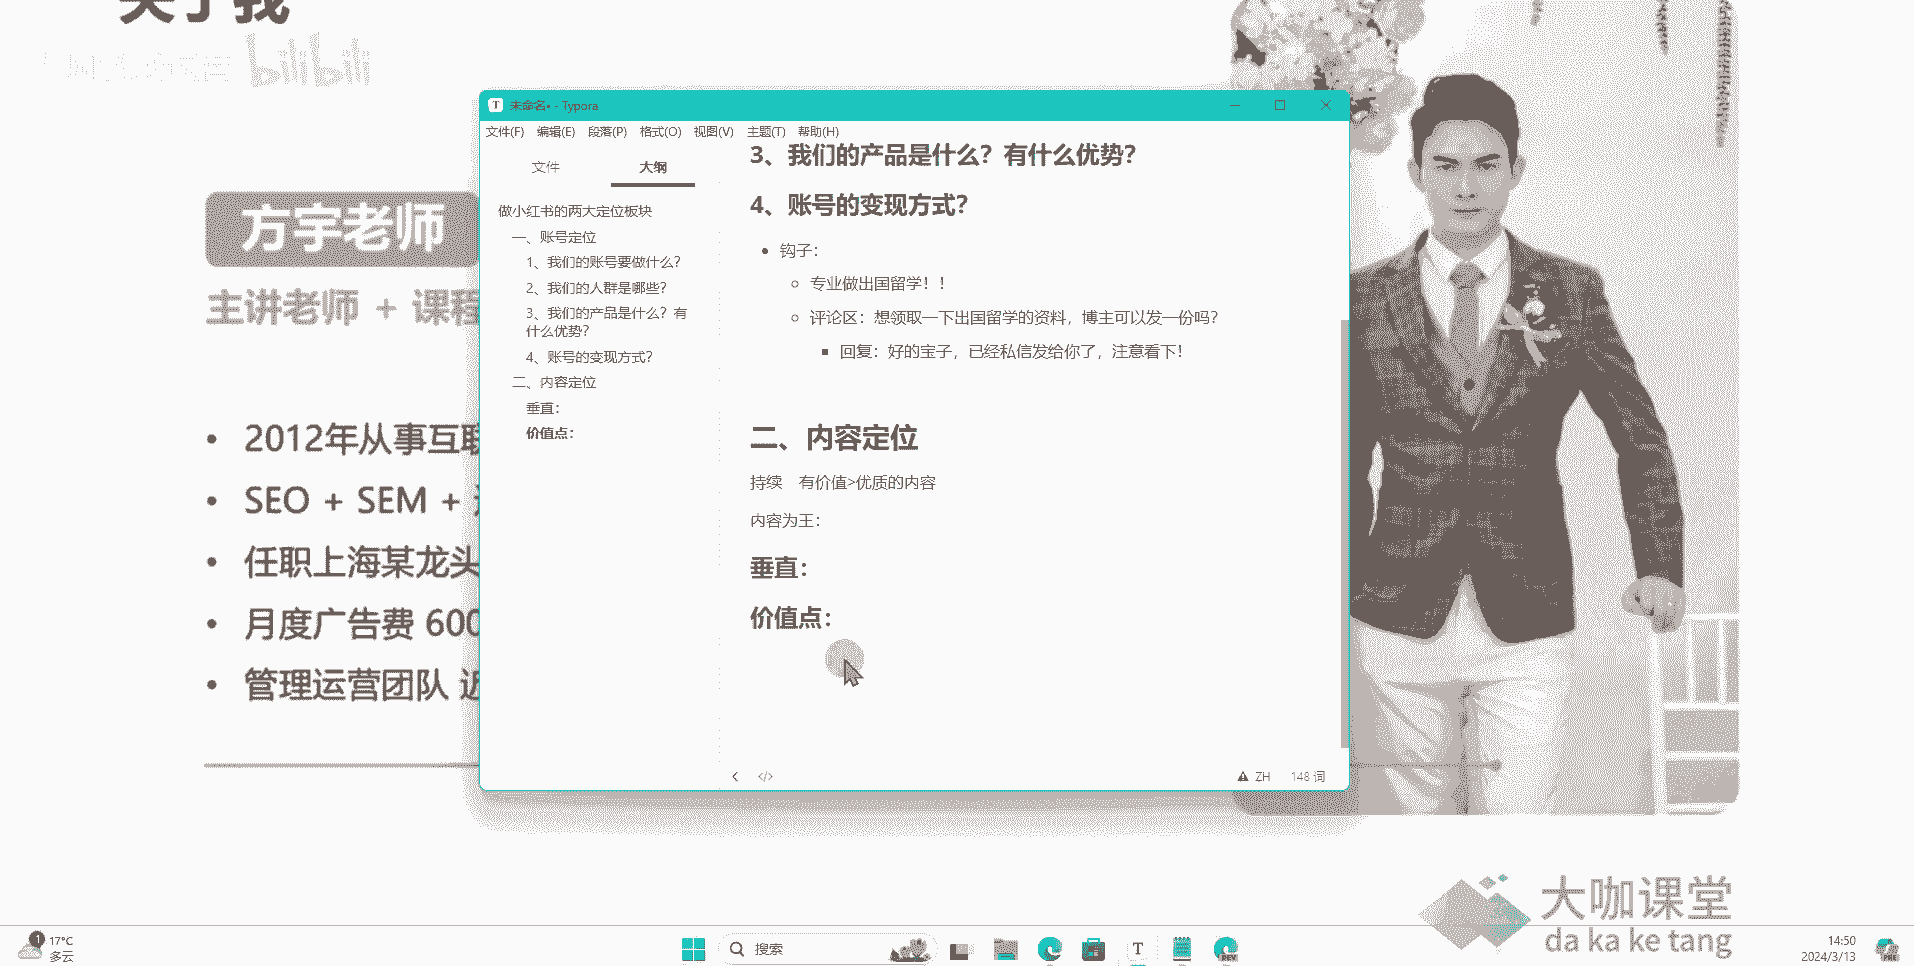 关于我
bilibili
方宇老师
主讲老师 + 课程
2012年从事互联
SEO + SEM +
任职上海某龙头
月度广告费 600
管理运营团队 近
未命名• - Typora
文件(F) 编辑(E) 段落(P) 格式(O) 视图(V) 主题(T) 帮助(H)
文件 大纲
做小红书的两大定位板块
一、账号定位
1、我们的账号要做什么？
2、我们的人群是哪些？
3、我们的产品是什么？有
什么优势？
4、账号的变现方式？
二、内容定位
垂直：
价值点：
3、我们的产品是什么？有什么优势？
4、账号的变现方式？
钩子：
专业做出国留学！！
评论区：想领取一下出国留学的资料，博主可以发一份吗？
回复：好的宝子，已经私信发给你了，注意看下！
二、内容定位
持续 有价值>优质的内容
内容为王：
垂直：
价值点：
ZH 148 词
大咖课堂
da ka ke tang
1
17°C
多云
搜索
T
DEV
14:50
2024/3/13
PRE